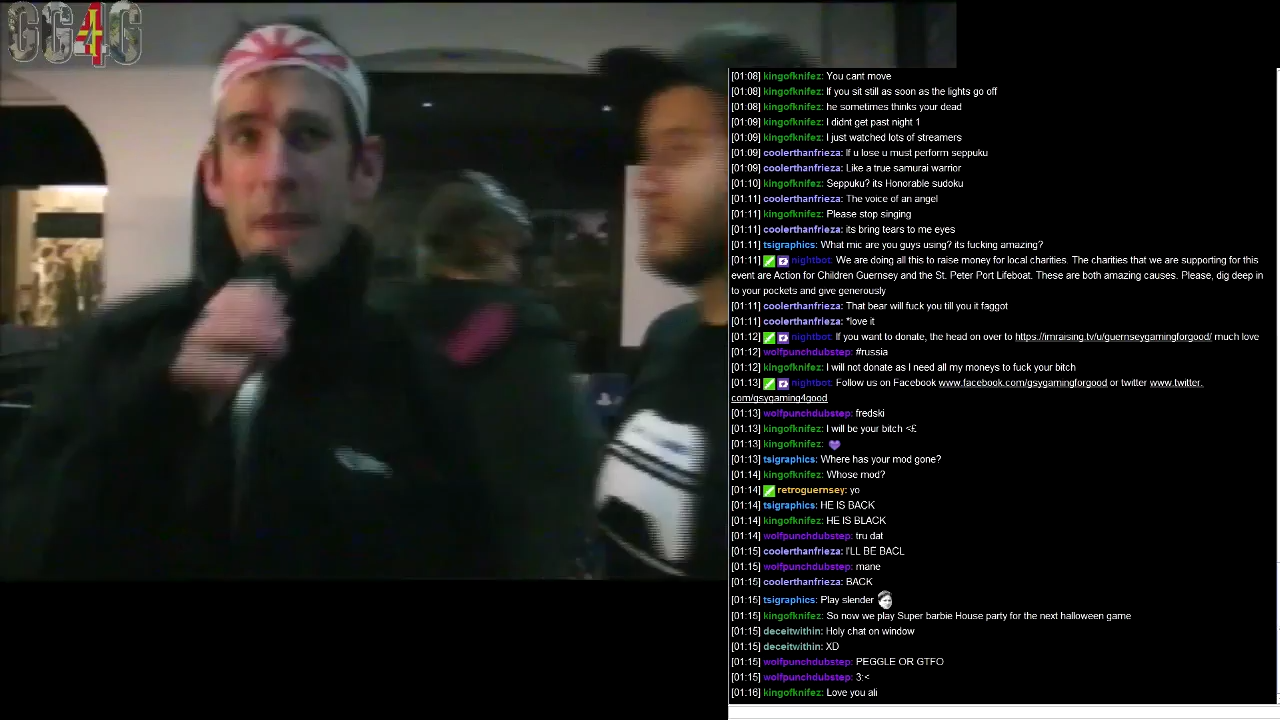 GG4G
[01:08] kingofknifez: You cant move
[01:08] kingofknifez: If you sit still as soon as the lights go off
[01:08] kingofknifez: he sometimes thinks your dead
[01:09] kingofknifez: I didnt get past night 1
[01:09] kingofknifez: I just watched lots of streamers
[01:09] coolerthanfrieza: If u lose u must perform seppuku
[01:09] coolerthanfrieza: Like a true samurai warrior
[01:10] kingofknifez: Seppuku? its Honorable sudoku
[01:11] coolerthanfrieza: The voice of an angel
[01:11] kingofknifez: Please stop singing
[01:11] coolerthanfrieza: its bring tears to me eyes
[01:11] tsigraphics: What mic are you guys using? its fucking amazing?
[01:11] nightbot: We are doing all this to raise money for local charities. The charities that we are supporting for this
event are Action for Children Guernsey and the St. Peter Port Lifeboat. These are both amazing causes. Please, dig deep in
to your pockets and give generously
[01:11] coolerthanfrieza: That bear will fuck you till you it faggot
[01:11] coolerthanfrieza: *love it
[01:12] nightbot: If you want to donate, the head on over to https://imraising.tv/u/guernseygamingforgood/ much love
[01:12] wolfpunchdubstep: #russia
[01:12] kingofknifez: I will not donate as I need all my moneys to fuck your bitch
[01:13] nightbot: Follow us on Facebook www.facebook.com/gsygamingforgood or twitter www.twitter.
com/gsygaming4good
[01:13] wolfpunchdubstep: fredski
[01:13] kingofknifez: I will be your bitch <£
[01:13] kingofknifez:
[01:13] tsigraphics: Where has your mod gone?
[01:14] kingofknifez: Whose mod?
[01:14] retroguernsey: yo
[01:14] tsigraphics: HE IS BACK
[01:14] kingofknifez: HE IS BLACK
[01:14] wolfpunchdubstep: tru dat
[01:15] coolerthanfrieza: I'LL BE BACL
[01:15] wolfpunchdubstep: mane
[01:15] coolerthanfrieza: BACK
[01:15] tsigraphics: Play slender
[01:15] kingofknifez: So now we play Super barbie House party for the next halloween game
[01:15] deceitwithin: Holy chat on window
[01:15] deceitwithin: XD
[01:15] wolfpunchdubstep: PEGGLE OR GTFO
[01:15] wolfpunchdubstep: 3:<
[01:16] kingofknifez: Love you ali